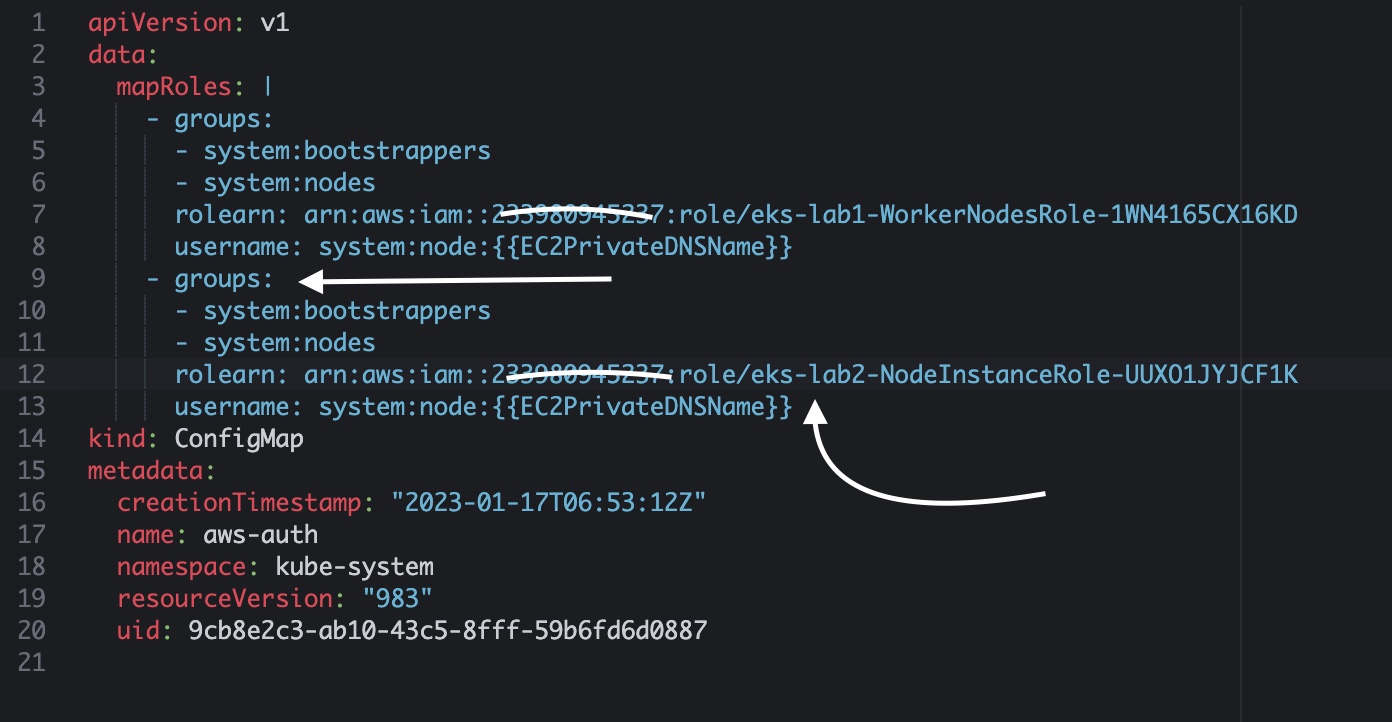 1 apiVersion: v1
2 data:
3 mapRoles: |
4 - groups:
5 - system:bootstrappers
6 - system:nodes
7 rolearn: arn:aws:iam::233980945237:role/eks-lab1-WorkerNodesRole-1WN4165CX16KD
8 username: system:node:{{EC2PrivateDNSName}}
9 - groups:
10 - system:bootstrappers
11 - system:nodes
12 rolearn: arn:aws:iam::233980945237:role/eks-lab2-NodeInstanceRole-UUXO1JYJCF1K
13 username: system:node:{{EC2PrivateDNSName}}
14 kind: ConfigMap
15 metadata:
16 creationTimestamp: "2023-01-17T06:53:12Z"
17 name: aws-auth
18 namespace: kube-system
19 resourceVersion: "983"
20 uid: 9cb8e2c3-ab10-43c5-8fff-59b6fd6d0887
21